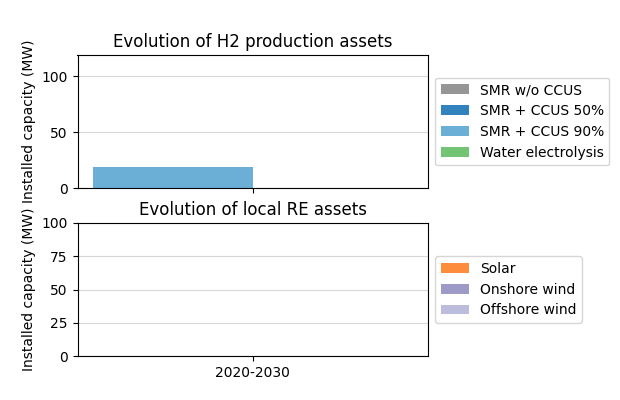 Evolution of H2 production assets
Installed capacity (MW)
100
50
0
SMR w/o CCUS
SMR + CCUS 50%
SMR + CCUS 90%
Water electrolysis
Evolution of local RE assets
Installed capacity (MW)
100
75
50
25
0
2020-2030
Solar
Onshore wind
Offshore wind